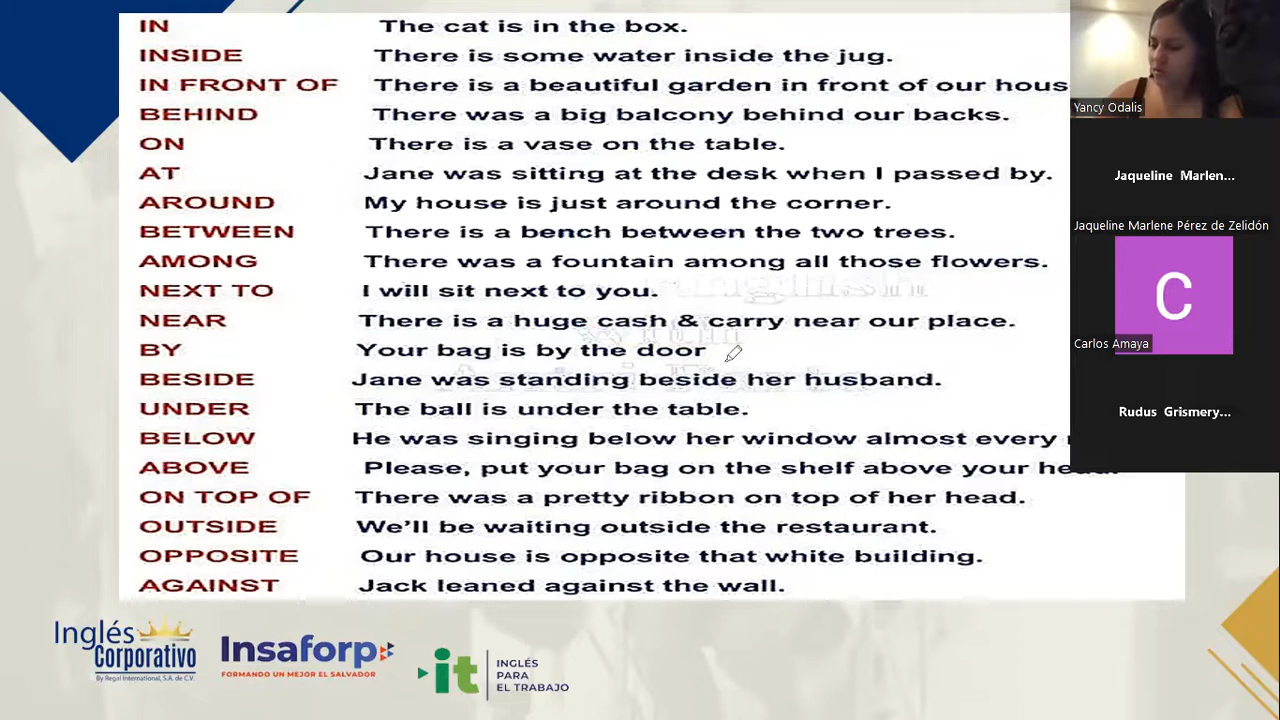 IN The cat is in the box.
INSIDE There is some water inside the jug.
IN FRONT OF There is a beautiful garden in front of our hous
BEHIND There was a big balcony behind our backs.
ON There is a vase on the table.
AT Jane was sitting at the desk when I passed by.
AROUND My house is just around the corner.
BETWEEN There is a bench between the two trees.
AMONG There was a fountain among all those flowers.
NEXT TO I will sit next to you.
NEAR There is a huge cash & carry near our place.
BY Your bag is by the door
BESIDE Jane was standing beside her husband.
UNDER The ball is under the table.
BELOW He was singing below her window almost every
ABOVE Please, put your bag on the shelf above your head.
ON TOP OF There was a pretty ribbon on top of her head.
OUTSIDE We'll be waiting outside the restaurant.
OPPOSITE Our house is opposite that white building.
AGAINST Jack leaned against the wall.
Yancy Odalis
Jaqueline Marlen...
Jaqueline Marlene Pérez de Zelidón
C
Carlos Amaya
Rudus Grismery...
Inglés
Corporativo
By Regal International, S.A. de C.V.
Insaforp
FORMANDO UN MEJOR EL SALVADOR
it
INGLÉS
PARA
EL TRABAJO